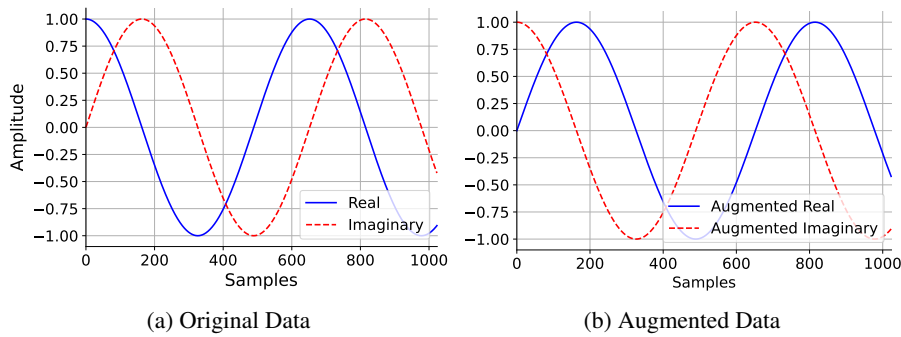 1.00
0.75
0.50
0.25
0.00
−0.25
−0.50
−0.75
−1.00
Amplitude
0 200 400 600 800 1000
Samples
Real
Imaginary
(a) Original Data
1.00
0.75
0.50
0.25
0.00
−0.25
−0.50
−0.75
−1.00
0 200 400 600 800 1000
Samples
Augmented Real
Augmented Imaginary
(b) Augmented Data